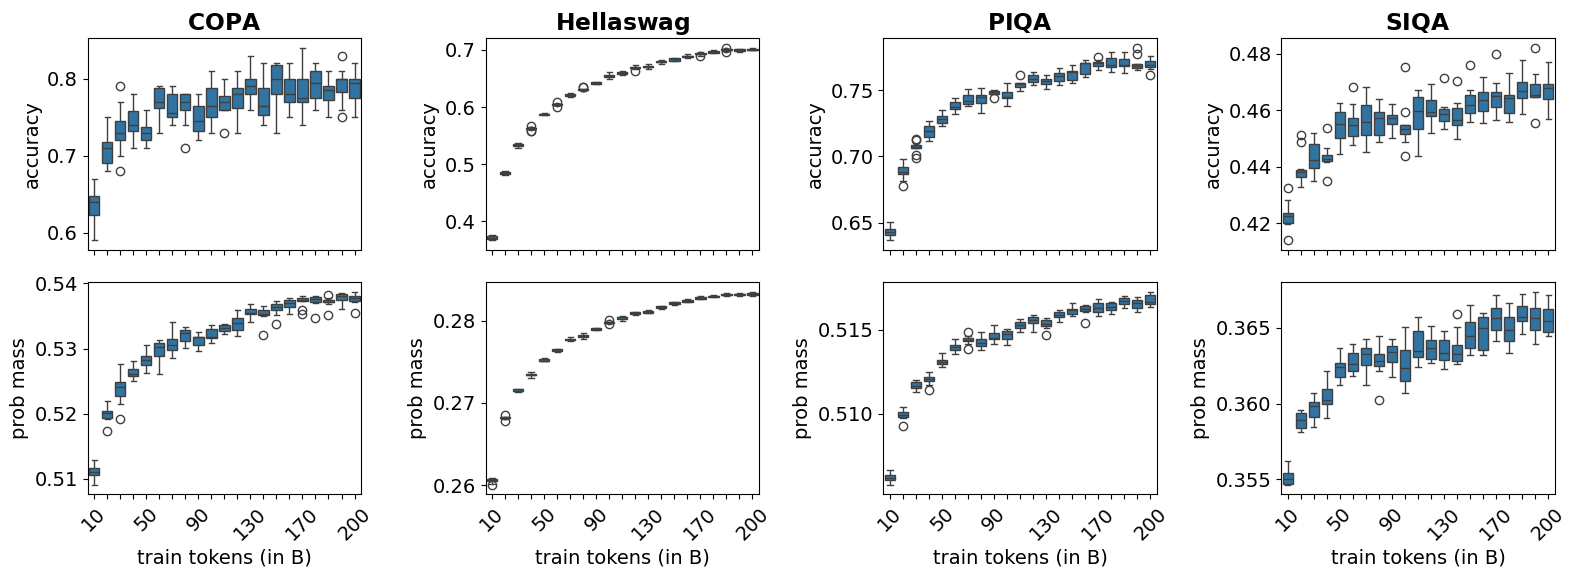 COPA
Hellaswag
PIQA
SIQA
accuracy
0.8
0.7
0.6
accuracy
0.7
0.6
0.5
0.4
accuracy
0.75
0.70
0.65
accuracy
0.48
0.46
0.44
0.42
prob mass
0.54
0.53
0.52
0.51
prob mass
0.28
0.27
0.26
prob mass
0.515
0.510
prob mass
0.365
0.360
0.355
10 50 90 130 170 200
10 50 90 130 170 200
10 50 90 130 170 200
10 50 90 130 170 200
train tokens (in B)
train tokens (in B)
train tokens (in B)
train tokens (in B)